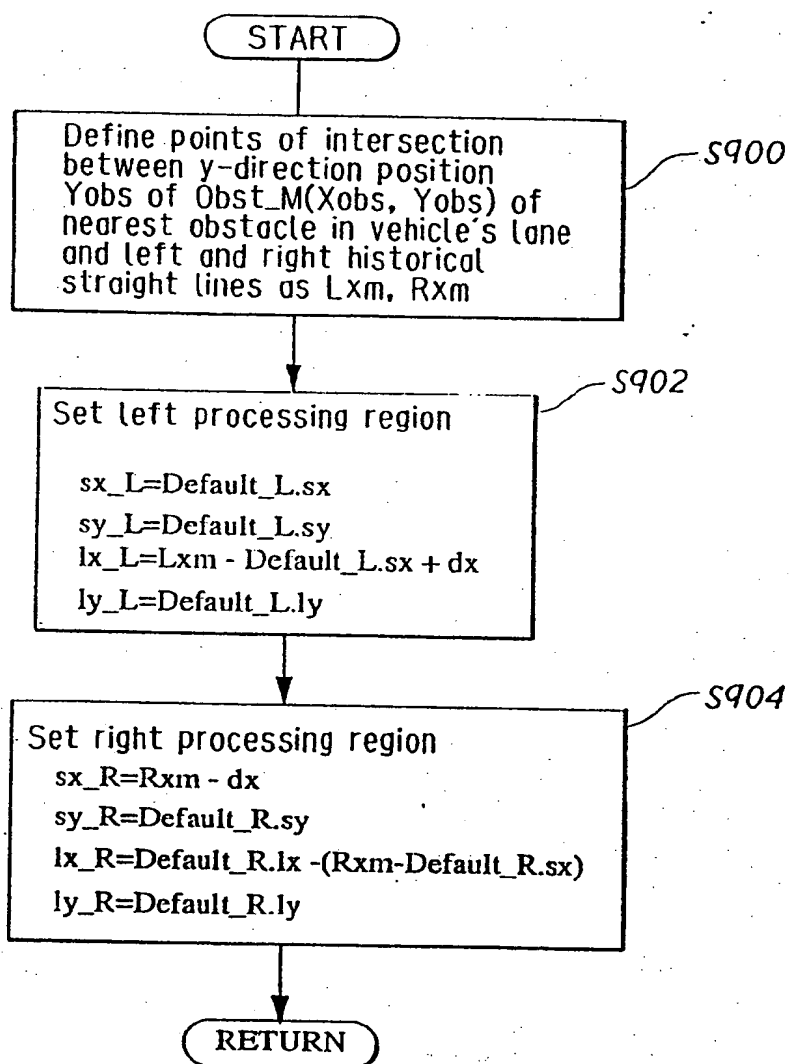 START
Define points of intersection
between y-direction position
Yobs of Obst_M(Xobs, Yobs) of
nearest obstacle in vehicle's lane
and left and right historical
straight lines as Lxm, Rxm
S900
Set left processing region
S902
sx_L=Default_L.sx
sy_L=Default_L.sy
lx_L=Lxm - Default_L.sx + dx
ly_L=Default_L.ly
Set right processing region
S904
sx_R=Rxm - dx
sy_R=Default_R.sy
lx_R=Default_R.lx -(Rxm-Default_R.sx)
ly_R=Default_R.ly
RETURN